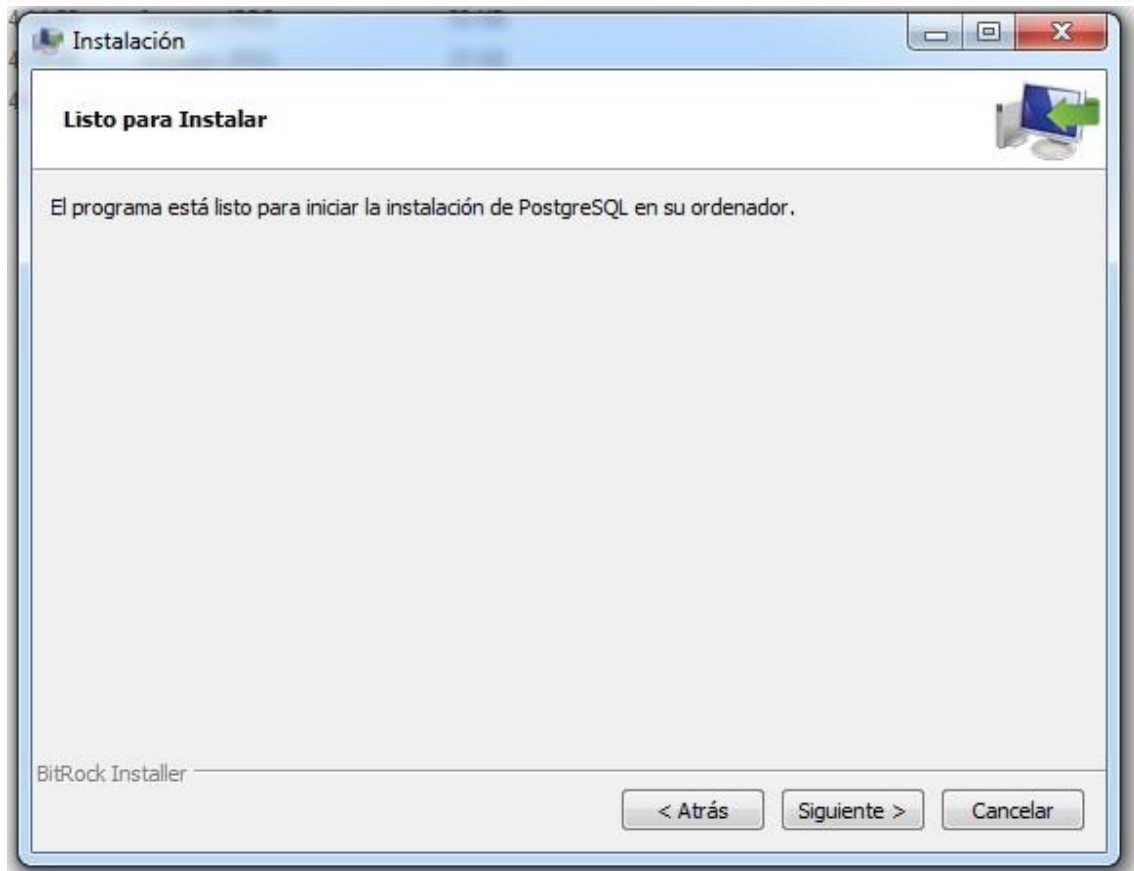 Instalación
Listo para Instalar
El programa está listo para iniciar la instalación de PostgreSQL en su ordenador.
BitRock Installer
< Atrás
Siguiente >
Cancelar